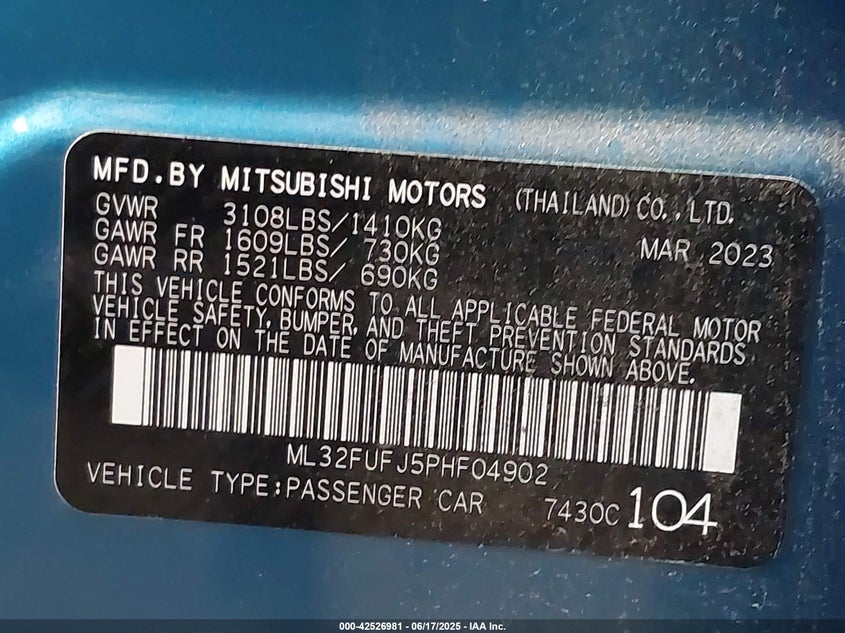 MFD.BY MITSUBISHI MOTORS (THAILAND) CO.,LTD.
GVWR 3108LBS/1410KG
GAWR FR 1609LBS/ 730KG MAR 2023
GAWR RR 1521LBS/ 690KG
THIS VEHICLE CONFORMS TO ALL APPLICABLE FEDERAL MOTOR
VEHICLE SAFETY, BUMPER, AND THEFT PREVENTION STANDARDS
IN EFFECT ON THE DATE OF MANUFACTURE SHOWN ABOVE.
ML32FUFJ5PHF04902
VEHICLE TYPE:PASSENGER CAR 7430C 104
000-42526981 - 06/17/2025 - IAA Inc.